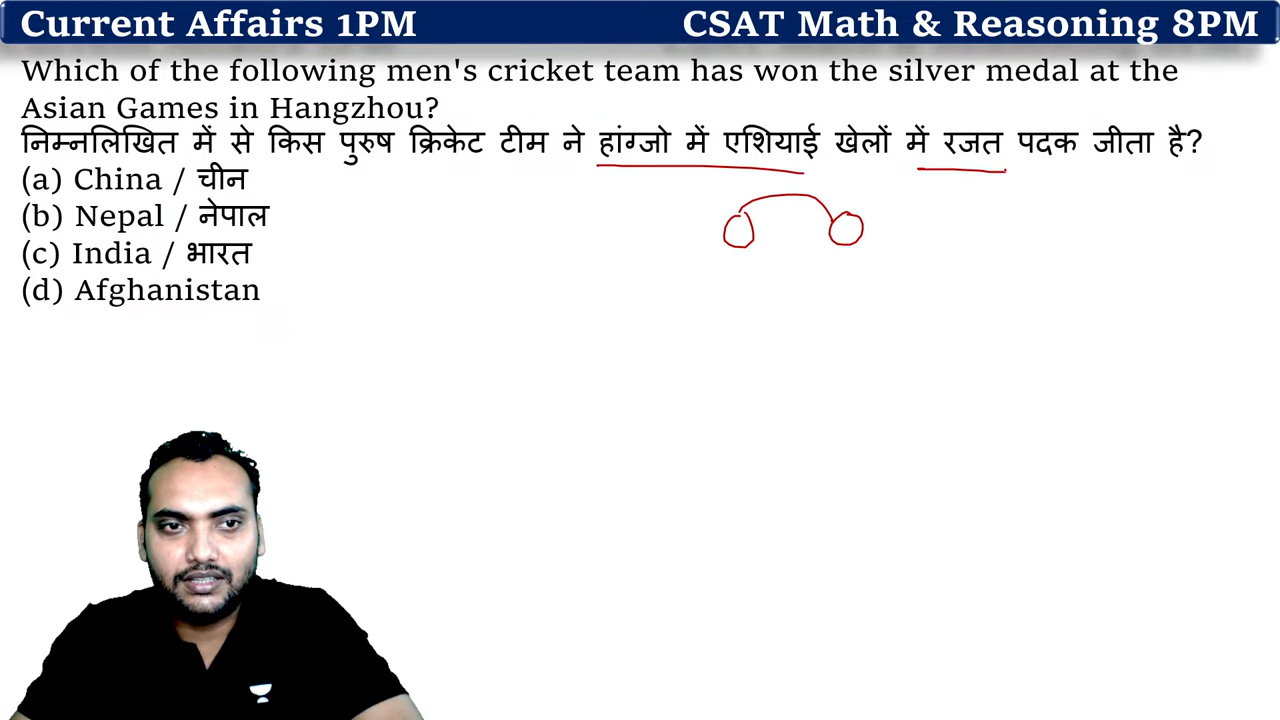 Current Affairs 1PM
CSAT Math & Reasoning 8PM
Which of the following men's cricket team has won the silver medal at the
Asian Games in Hangzhou?
निम्नलिखित में से किस पुरुष क्रिकेट टीम ने हांग्जो में एशियाई खेलों में रजत पदक जीता है?
(a) China / चीन
(b) Nepal / नेपाल
(c) India / भारत
(d) Afghanistan